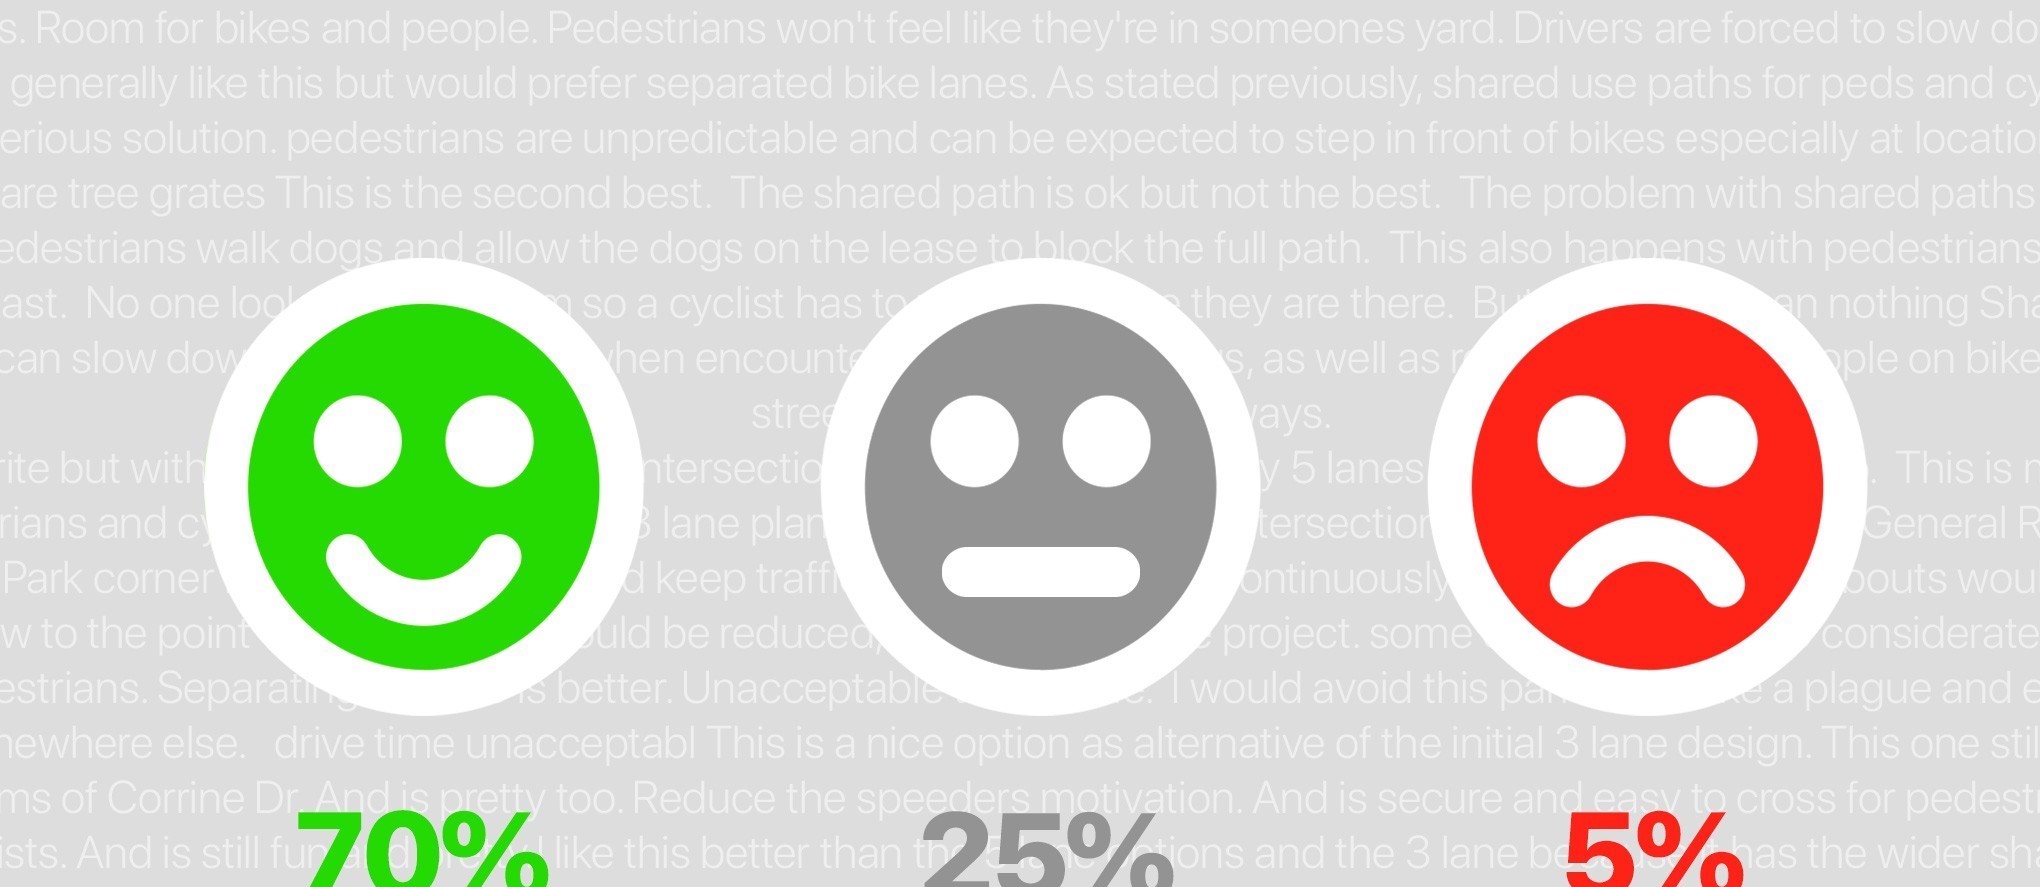 s. Room for bikes and people. Pedestrians won't feel like they're in someones yard. Drivers are forced to slow do
generally like this but would prefer separated bike lanes. As stated previously, shared use paths for peds and cy
erious solution. pedestrians are unpredictable and can be expected to step in front of bikes especially at locatio
are tree grates This is the second best. The shared path is ok but not the best. The problem with shared paths
edestrians walk dogs and allow the dogs on the lease to block the full path. This also happens with pedestrians
ast. No one loo so a cyclist has to they are there. Bu an nothing Sha
can slow dow hen encounte s, as well as ople on bike
stree ways.
rite but with ntersectio y 5 lanes . This is n
rians and cy 3 lane plan tersection General R
Park corner d keep traff ontinuously bouts wou
w to the point uld be reduced, project. some considerate
estrians. Separating is better. Unacceptable I would avoid this pa e a plague and e
newhere else. drive time unacceptabl This is a nice option as alternative of the initial 3 lane design. This one stil
ms of Corrine Dr. And is pretty too. Reduce the speeders motivation. And is secure and easy to cross for pedestr
70% 25% 5%
ists. And is still fun like this better than t tions and the 3 lane b has the wider sha